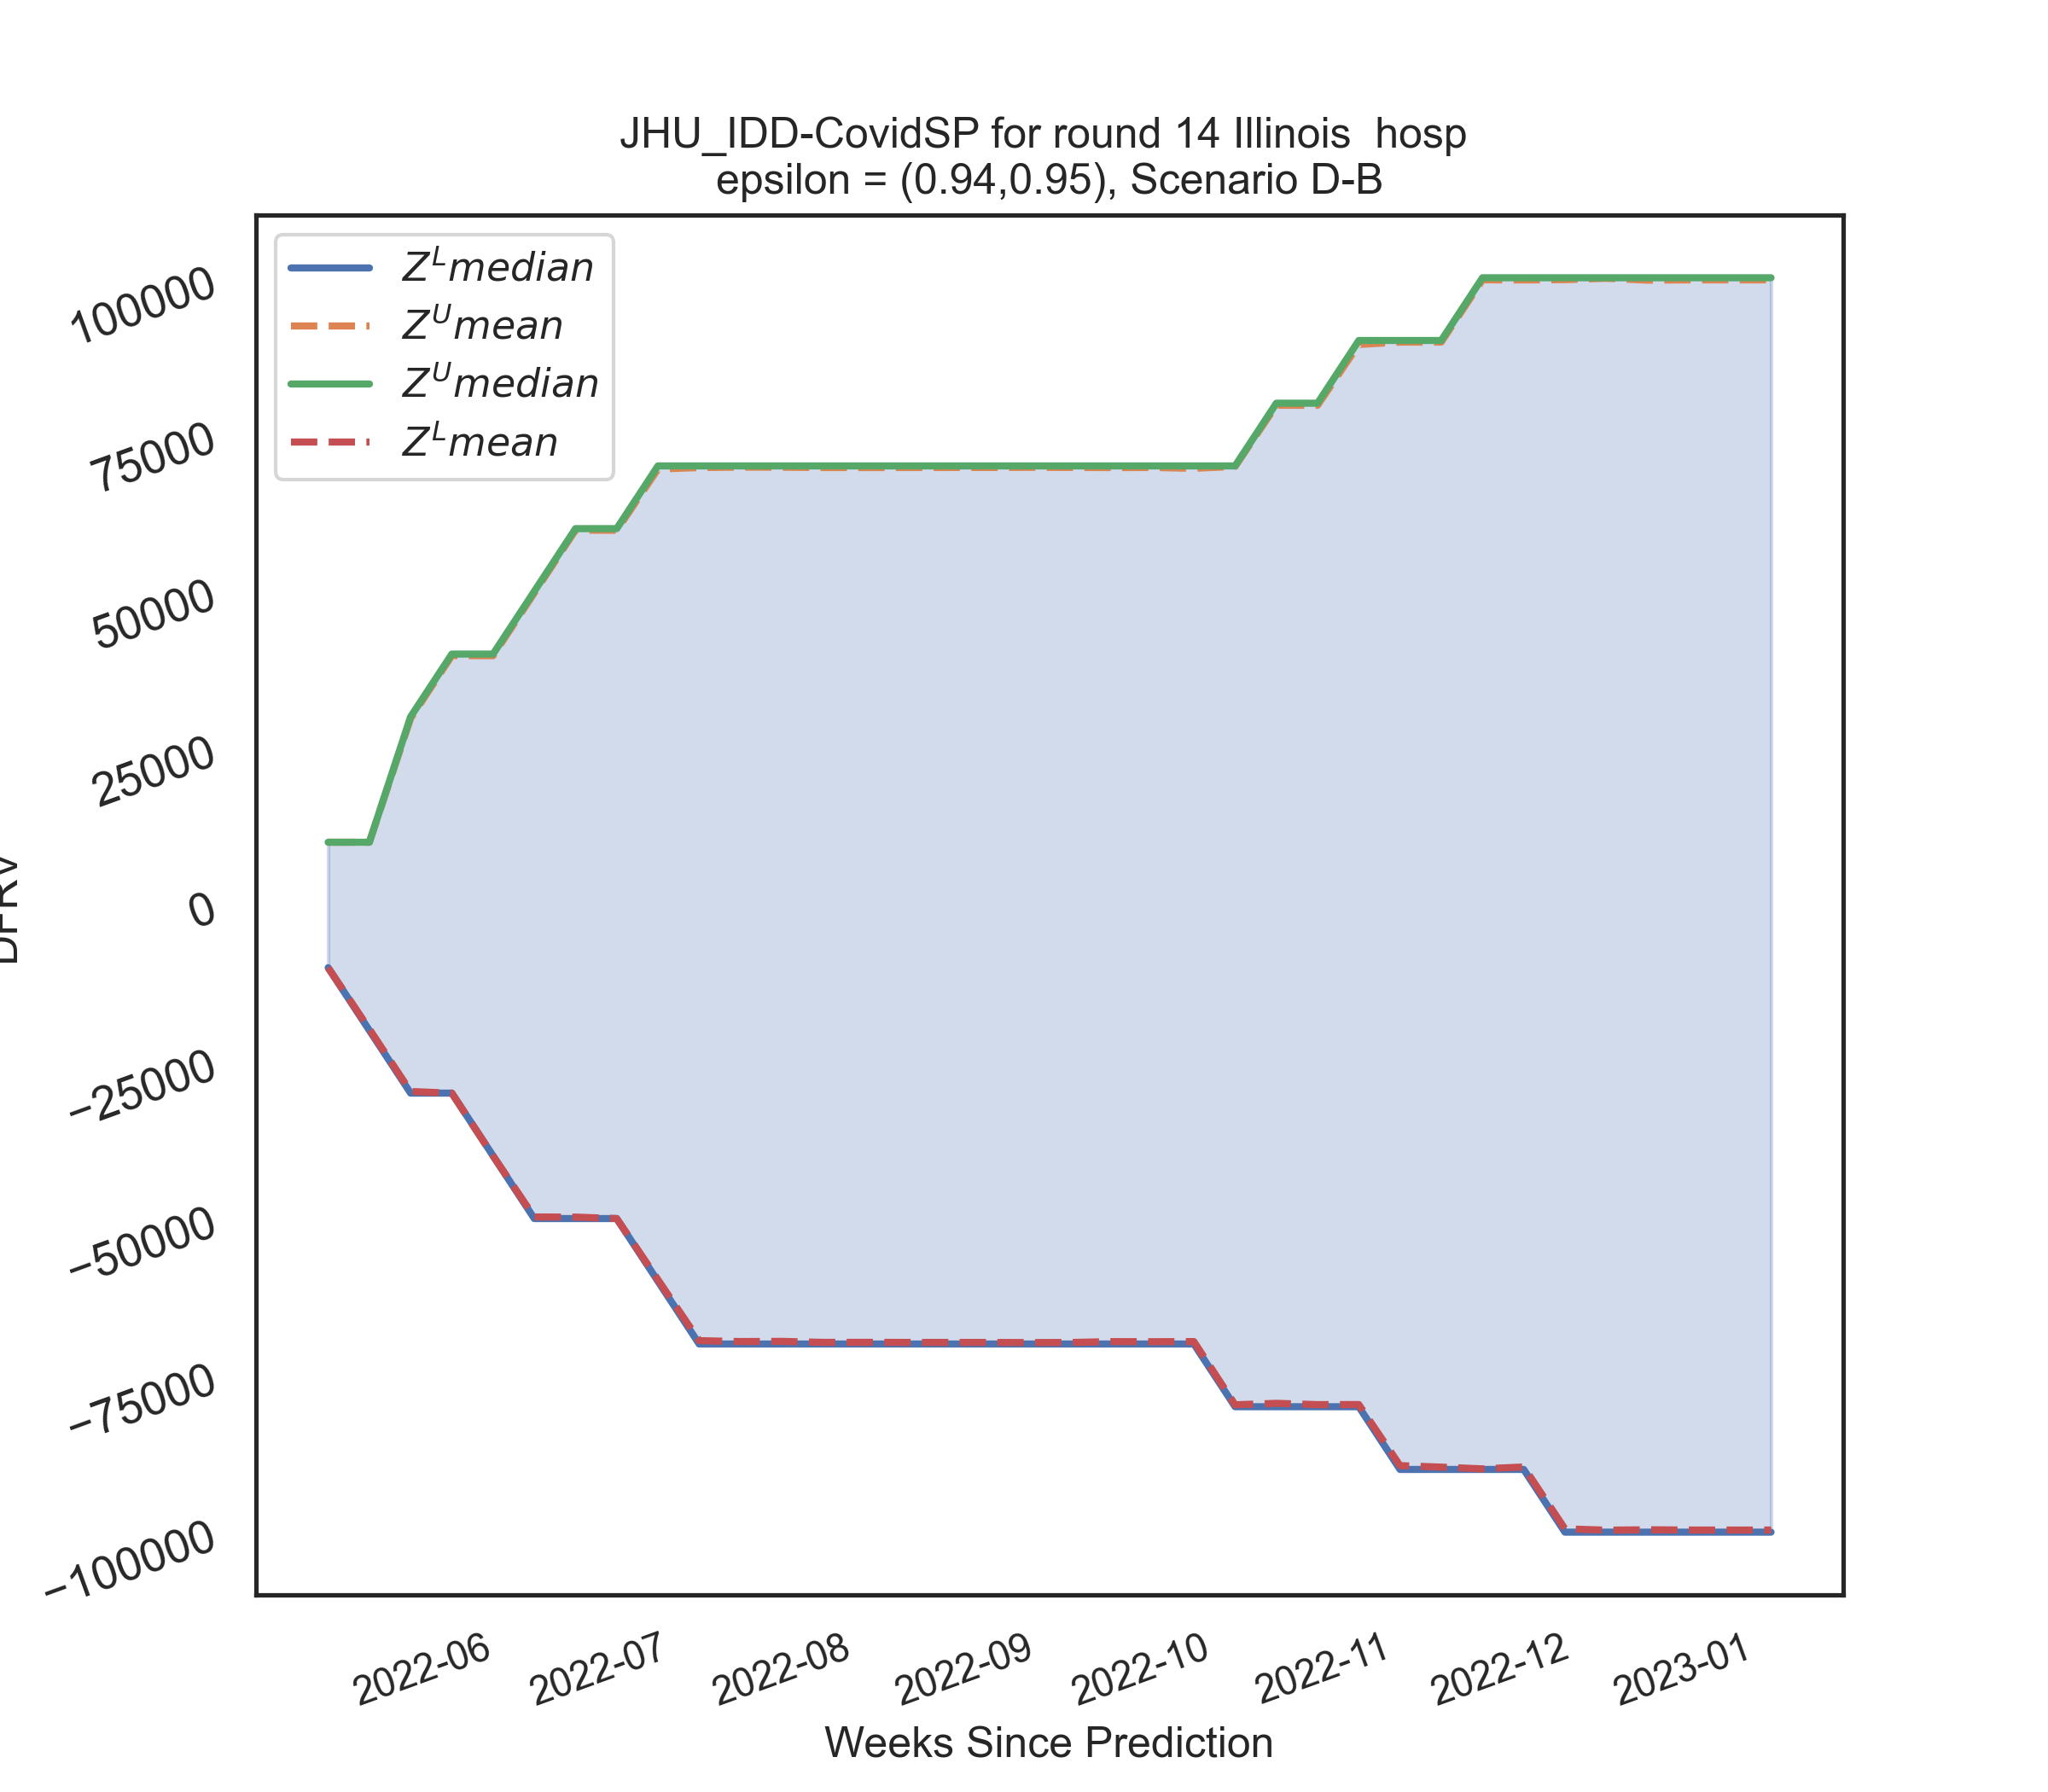 JHU_IDD-CovidSP for round 14 Illinois  hosp
epsilon = (0.94,0.95), Scenario D-B
Z^L median
Z^U mean
Z^U median
Z^L mean
100000
75000
50000
25000
0
−25000
−50000
−75000
−100000
2022-06
2022-07
2022-08
2022-09
2022-10
2022-11
2022-12
2023-01
Weeks Since Prediction